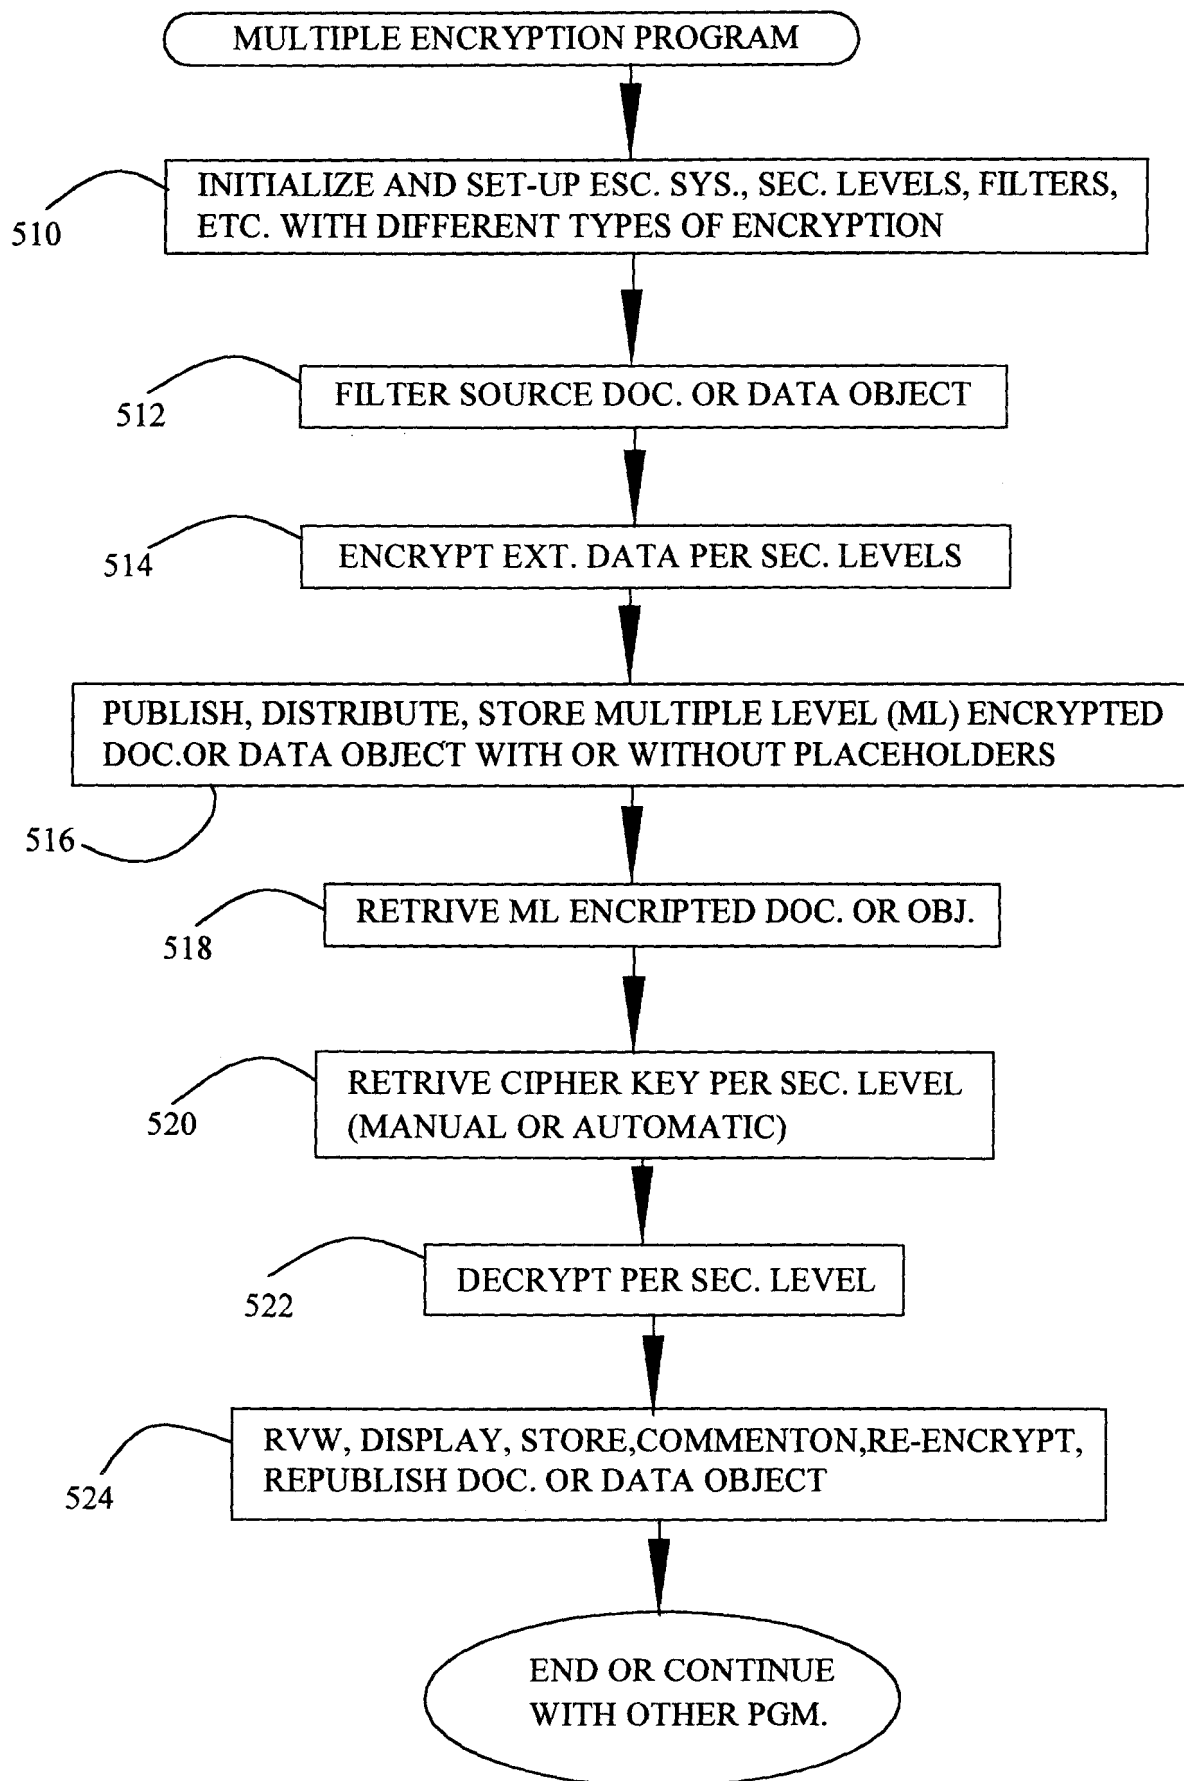 MULTIPLE ENCRYPTION PROGRAM
INITIALIZE AND SET-UP ESC. SYS., SEC. LEVELS, FILTERS,
ETC. WITH DIFFERENT TYPES OF ENCRYPTION
510
FILTER SOURCE DOC. OR DATA OBJECT
512
ENCRYPT EXT. DATA PER SEC. LEVELS
514
PUBLISH, DISTRIBUTE, STORE MULTIPLE LEVEL (ML) ENCRYPTED
DOC.OR DATA OBJECT WITH OR WITHOUT PLACEHOLDERS
516
RETRIVE ML ENCRIPTED DOC. OR OBJ.
518
RETRIVE CIPHER KEY PER SEC. LEVEL
(MANUAL OR AUTOMATIC)
520
DECRYPT PER SEC. LEVEL
522
RVW, DISPLAY, STORE,COMMENTON,RE-ENCRYPT,
REPUBLISH DOC. OR DATA OBJECT
524
END OR CONTINUE
WITH OTHER PGM.